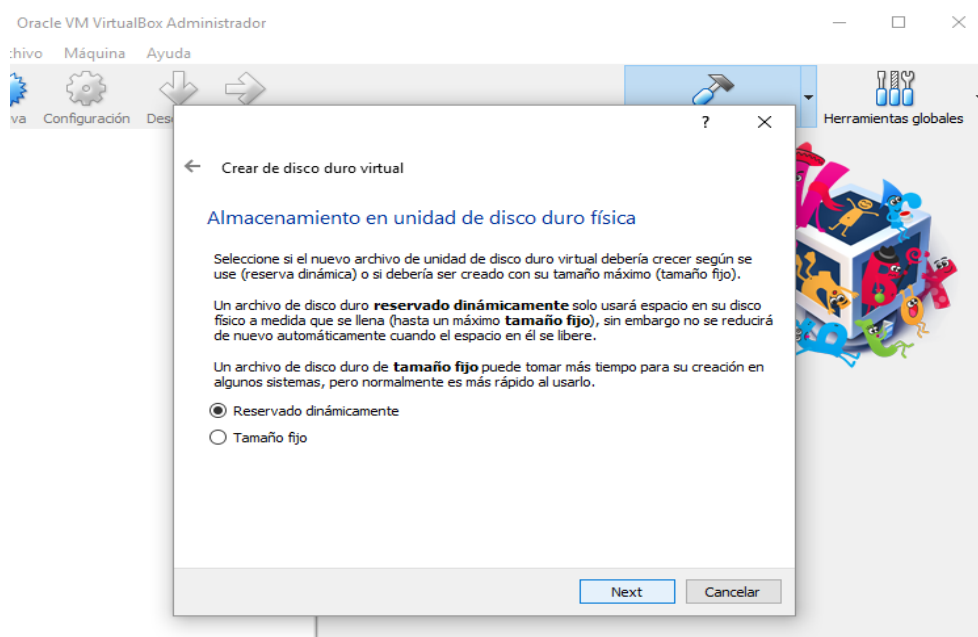 Oracle VM VirtualBox Administrador
chivo Máquina Ayuda
va Configuración Des
Herramientas globales
?
Crear de disco duro virtual
Almacenamiento en unidad de disco duro física
Seleccione si el nuevo archivo de unidad de disco duro virtual debería crecer según se
use (reserva dinámica) o si debería ser creado con su tamaño máximo (tamaño fijo).
Un archivo de disco duro reservado dinámicamente solo usará espacio en su disco
físico a medida que se llena (hasta un máximo tamaño fijo), sin embargo no se reducirá
de nuevo automáticamente cuando el espacio en él se libere.
Un archivo de disco duro de tamaño fijo puede tomar más tiempo para su creación en
algunos sistemas, pero normalmente es más rápido al usarlo.
Reservado dinámicamente
Tamaño fijo
Next Cancelar